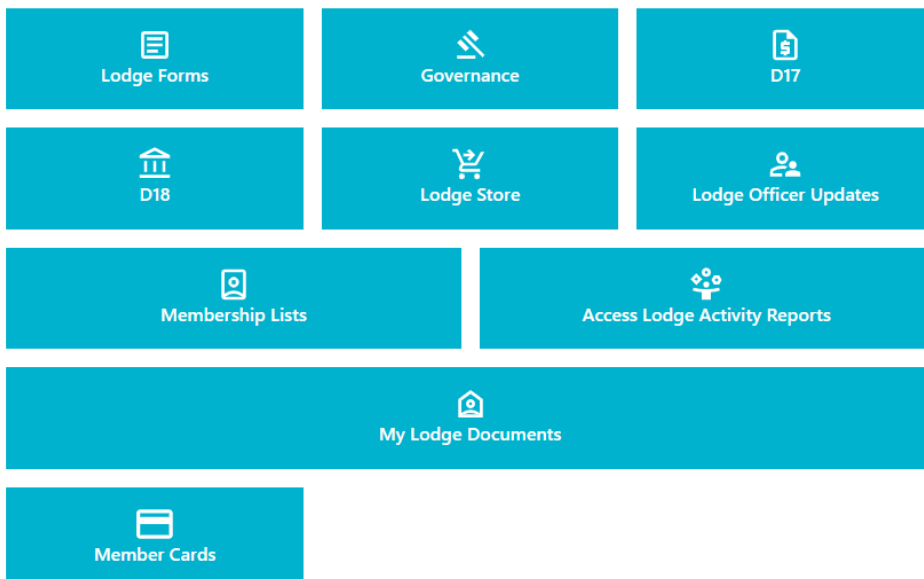 Lodge Forms
Governance
D17
D18
Lodge Store
Lodge Officer Updates
Membership Lists
Access Lodge Activity Reports
My Lodge Documents
Member Cards